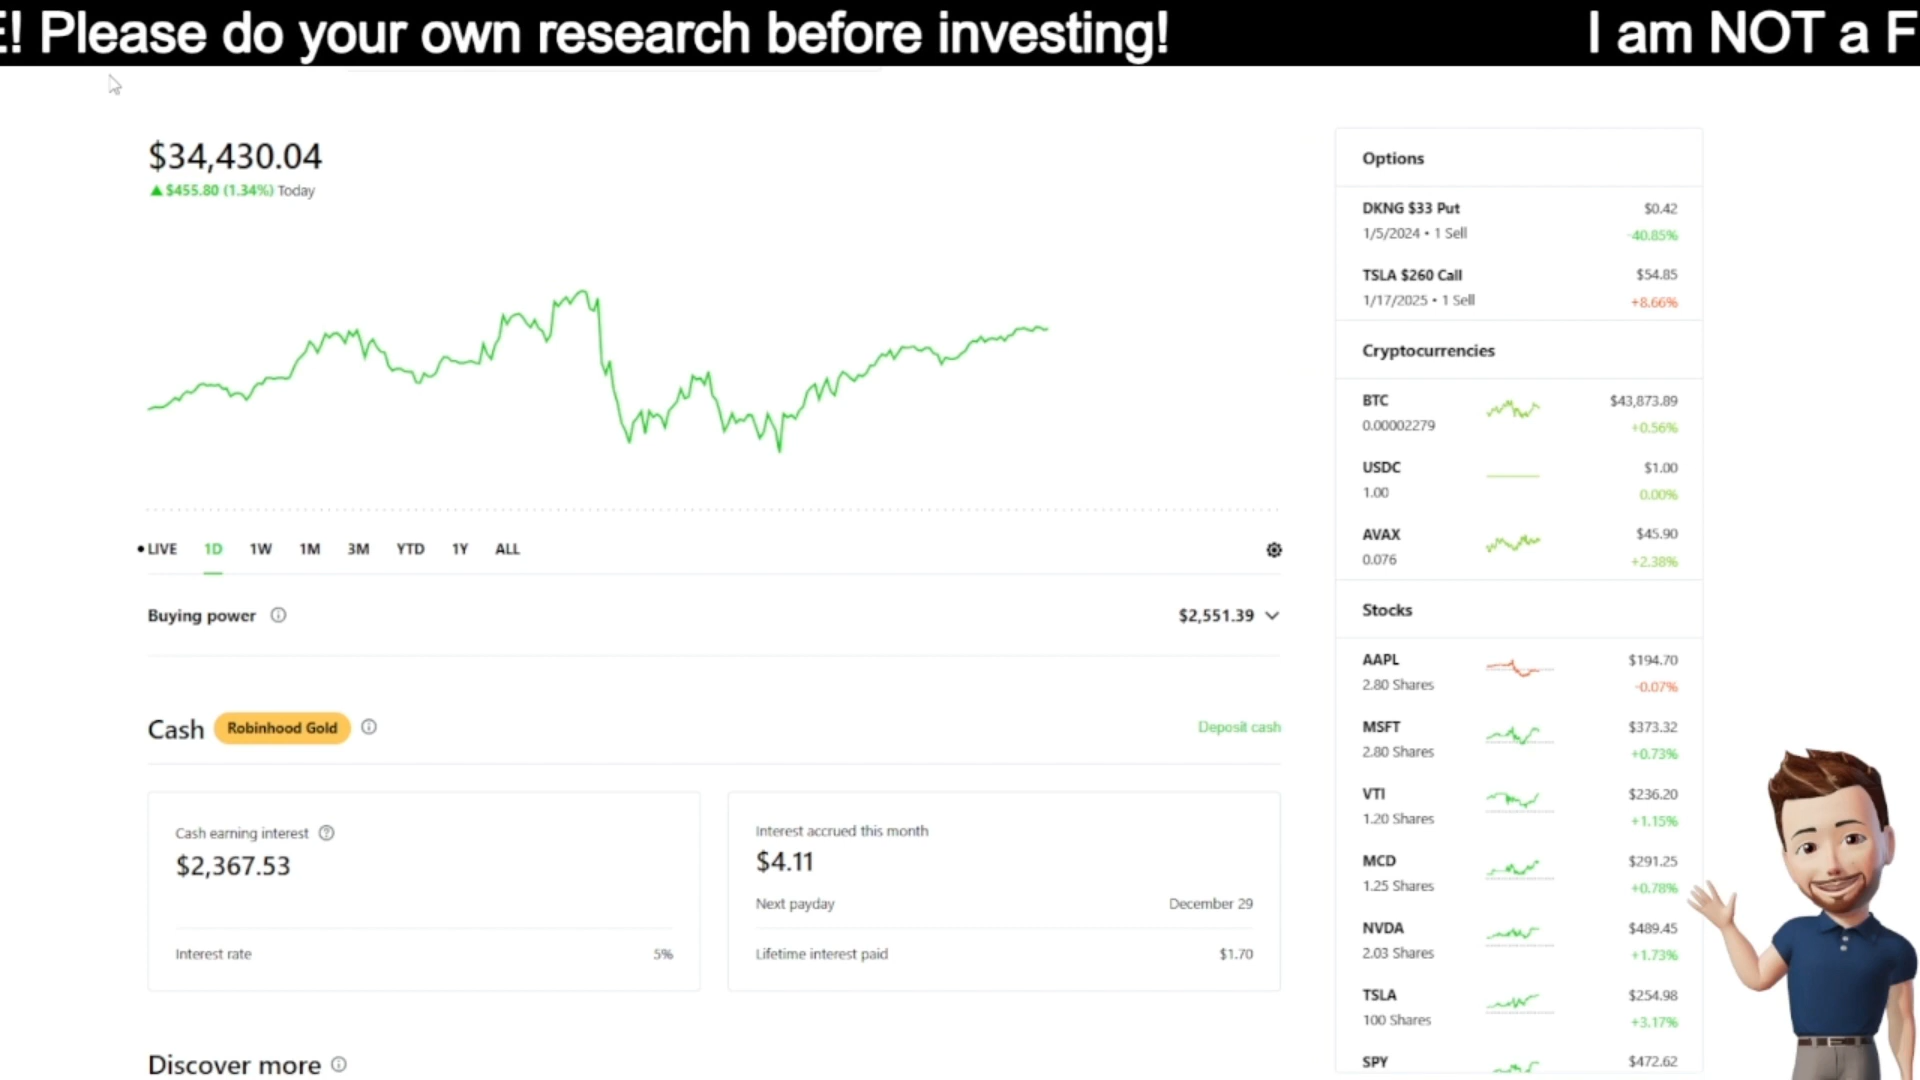 E! Please do your own research before investing!
I am NOT a F
$34,430.04
$455.80 (1.34%) Today
LIVE 1D 1W 1M 3M YTD 1Y ALL
Buying power
$2,551.39
Cash Robinhood Gold
Deposit cash
Cash earning interest
$2,367.53
Interest rate 5%
Interest accrued this month
$4.11
Next payday December 29
Lifetime interest paid $1.70
Discover more
Options
DKNG $33 Put $0.42
1/5/2024 • 1 Sell -40.85%
TSLA $260 Call $54.85
1/17/2025 • 1 Sell +8.66%
Cryptocurrencies
BTC $43,873.89
0.00002279 +0.56%
USDC $1.00
1.00 0.00%
AVAX $45.90
0.076 +2.38%
Stocks
AAPL $194.70
2.80 Shares -0.07%
MSFT $373.32
2.80 Shares +0.73%
VTI $236.20
1.20 Shares +1.15%
MCD $291.25
1.25 Shares +0.78%
NVDA $489.45
2.03 Shares +1.73%
TSLA $254.98
100 Shares +3.17%
SPY $472.62